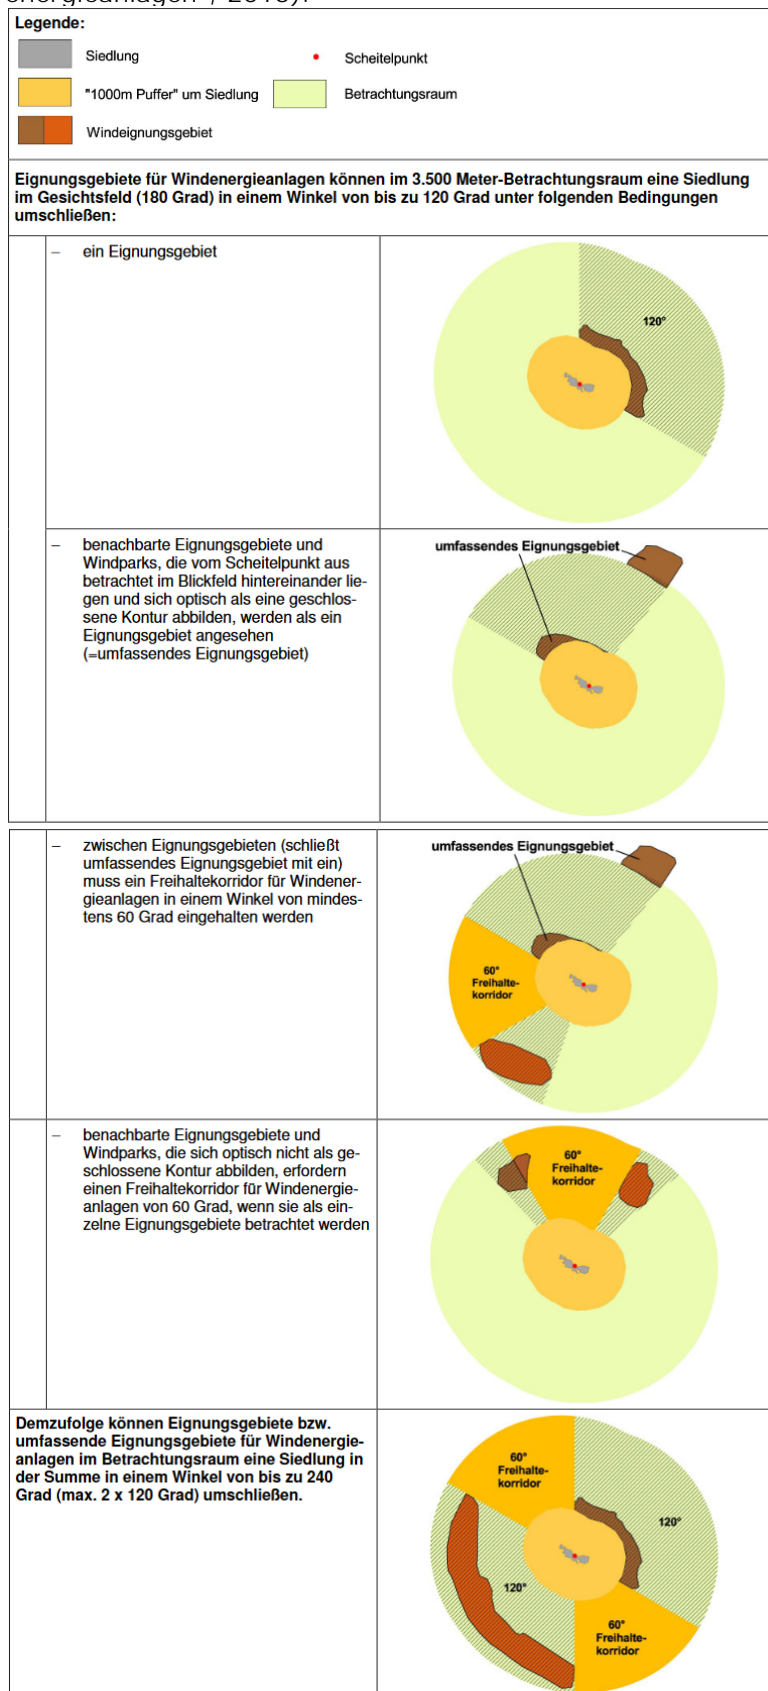 energieanlagen“, 2013).
Legende:
Siedlung
Scheitelpunkt
"1000m Puffer" um Siedlung
Betrachtungsraum
Windeignungsgebiet
Eignungsgebiete für Windenergieanlagen können im 3.500 Meter-Betrachtungsraum eine Siedlung
im Gesichtsfeld (180 Grad) in einem Winkel von bis zu 120 Grad unter folgenden Bedingungen
umschließen:
– ein Eignungsgebiet
120°
– benachbarte Eignungsgebiete und
Windparks, die vom Scheitelpunkt aus
betrachtet im Blickfeld hintereinander lie-
gen und sich optisch als eine geschlos-
sene Kontur abbilden, werden als ein
Eignungsgebiet angesehen
(=umfassendes Eignungsgebiet)
umfassendes Eignungsgebiet
– zwischen Eignungsgebieten (schließt
umfassendes Eignungsgebiet mit ein)
muss ein Freihaltekorridor für Windener-
gieanlagen in einem Winkel von mindes-
tens 60 Grad eingehalten werden
umfassendes Eignungsgebiet
60°
Freihalte-
korridor
– benachbarte Eignungsgebiete und
Windparks, die sich optisch nicht als ge-
schlossene Kontur abbilden, erfordern
einen Freihaltekorridor für Windenergie-
anlagen von 60 Grad, wenn sie als ein-
zelne Eignungsgebiete betrachtet werden
60°
Freihalte-
korridor
Demzufolge können Eignungsgebiete bzw.
umfassende Eignungsgebiete für Windenergie-
anlagen im Betrachtungsraum eine Siedlung in
der Summe in einem Winkel von bis zu 240
Grad (max. 2 x 120 Grad) umschließen.
60°
Freihalte-
korridor
120°
120°
60°
Freihalte-
korridor